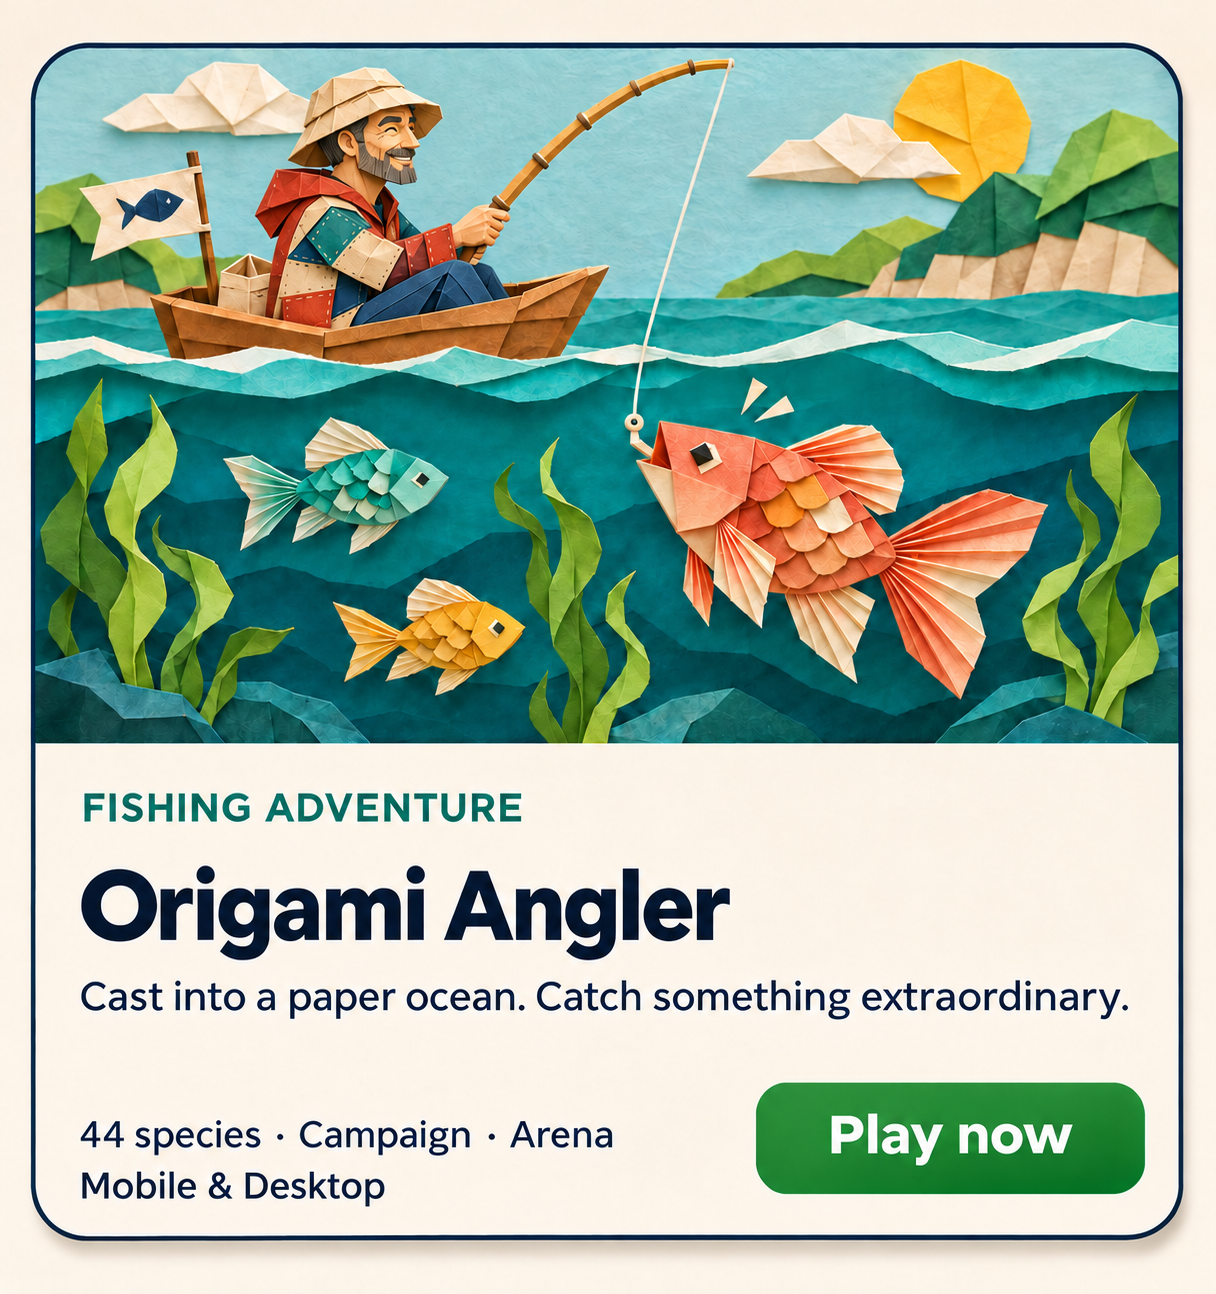 FISHING ADVENTURE
Origami Angler
Cast into a paper ocean. Catch something extraordinary.
44 species · Campaign · Arena
Mobile & Desktop
Play now